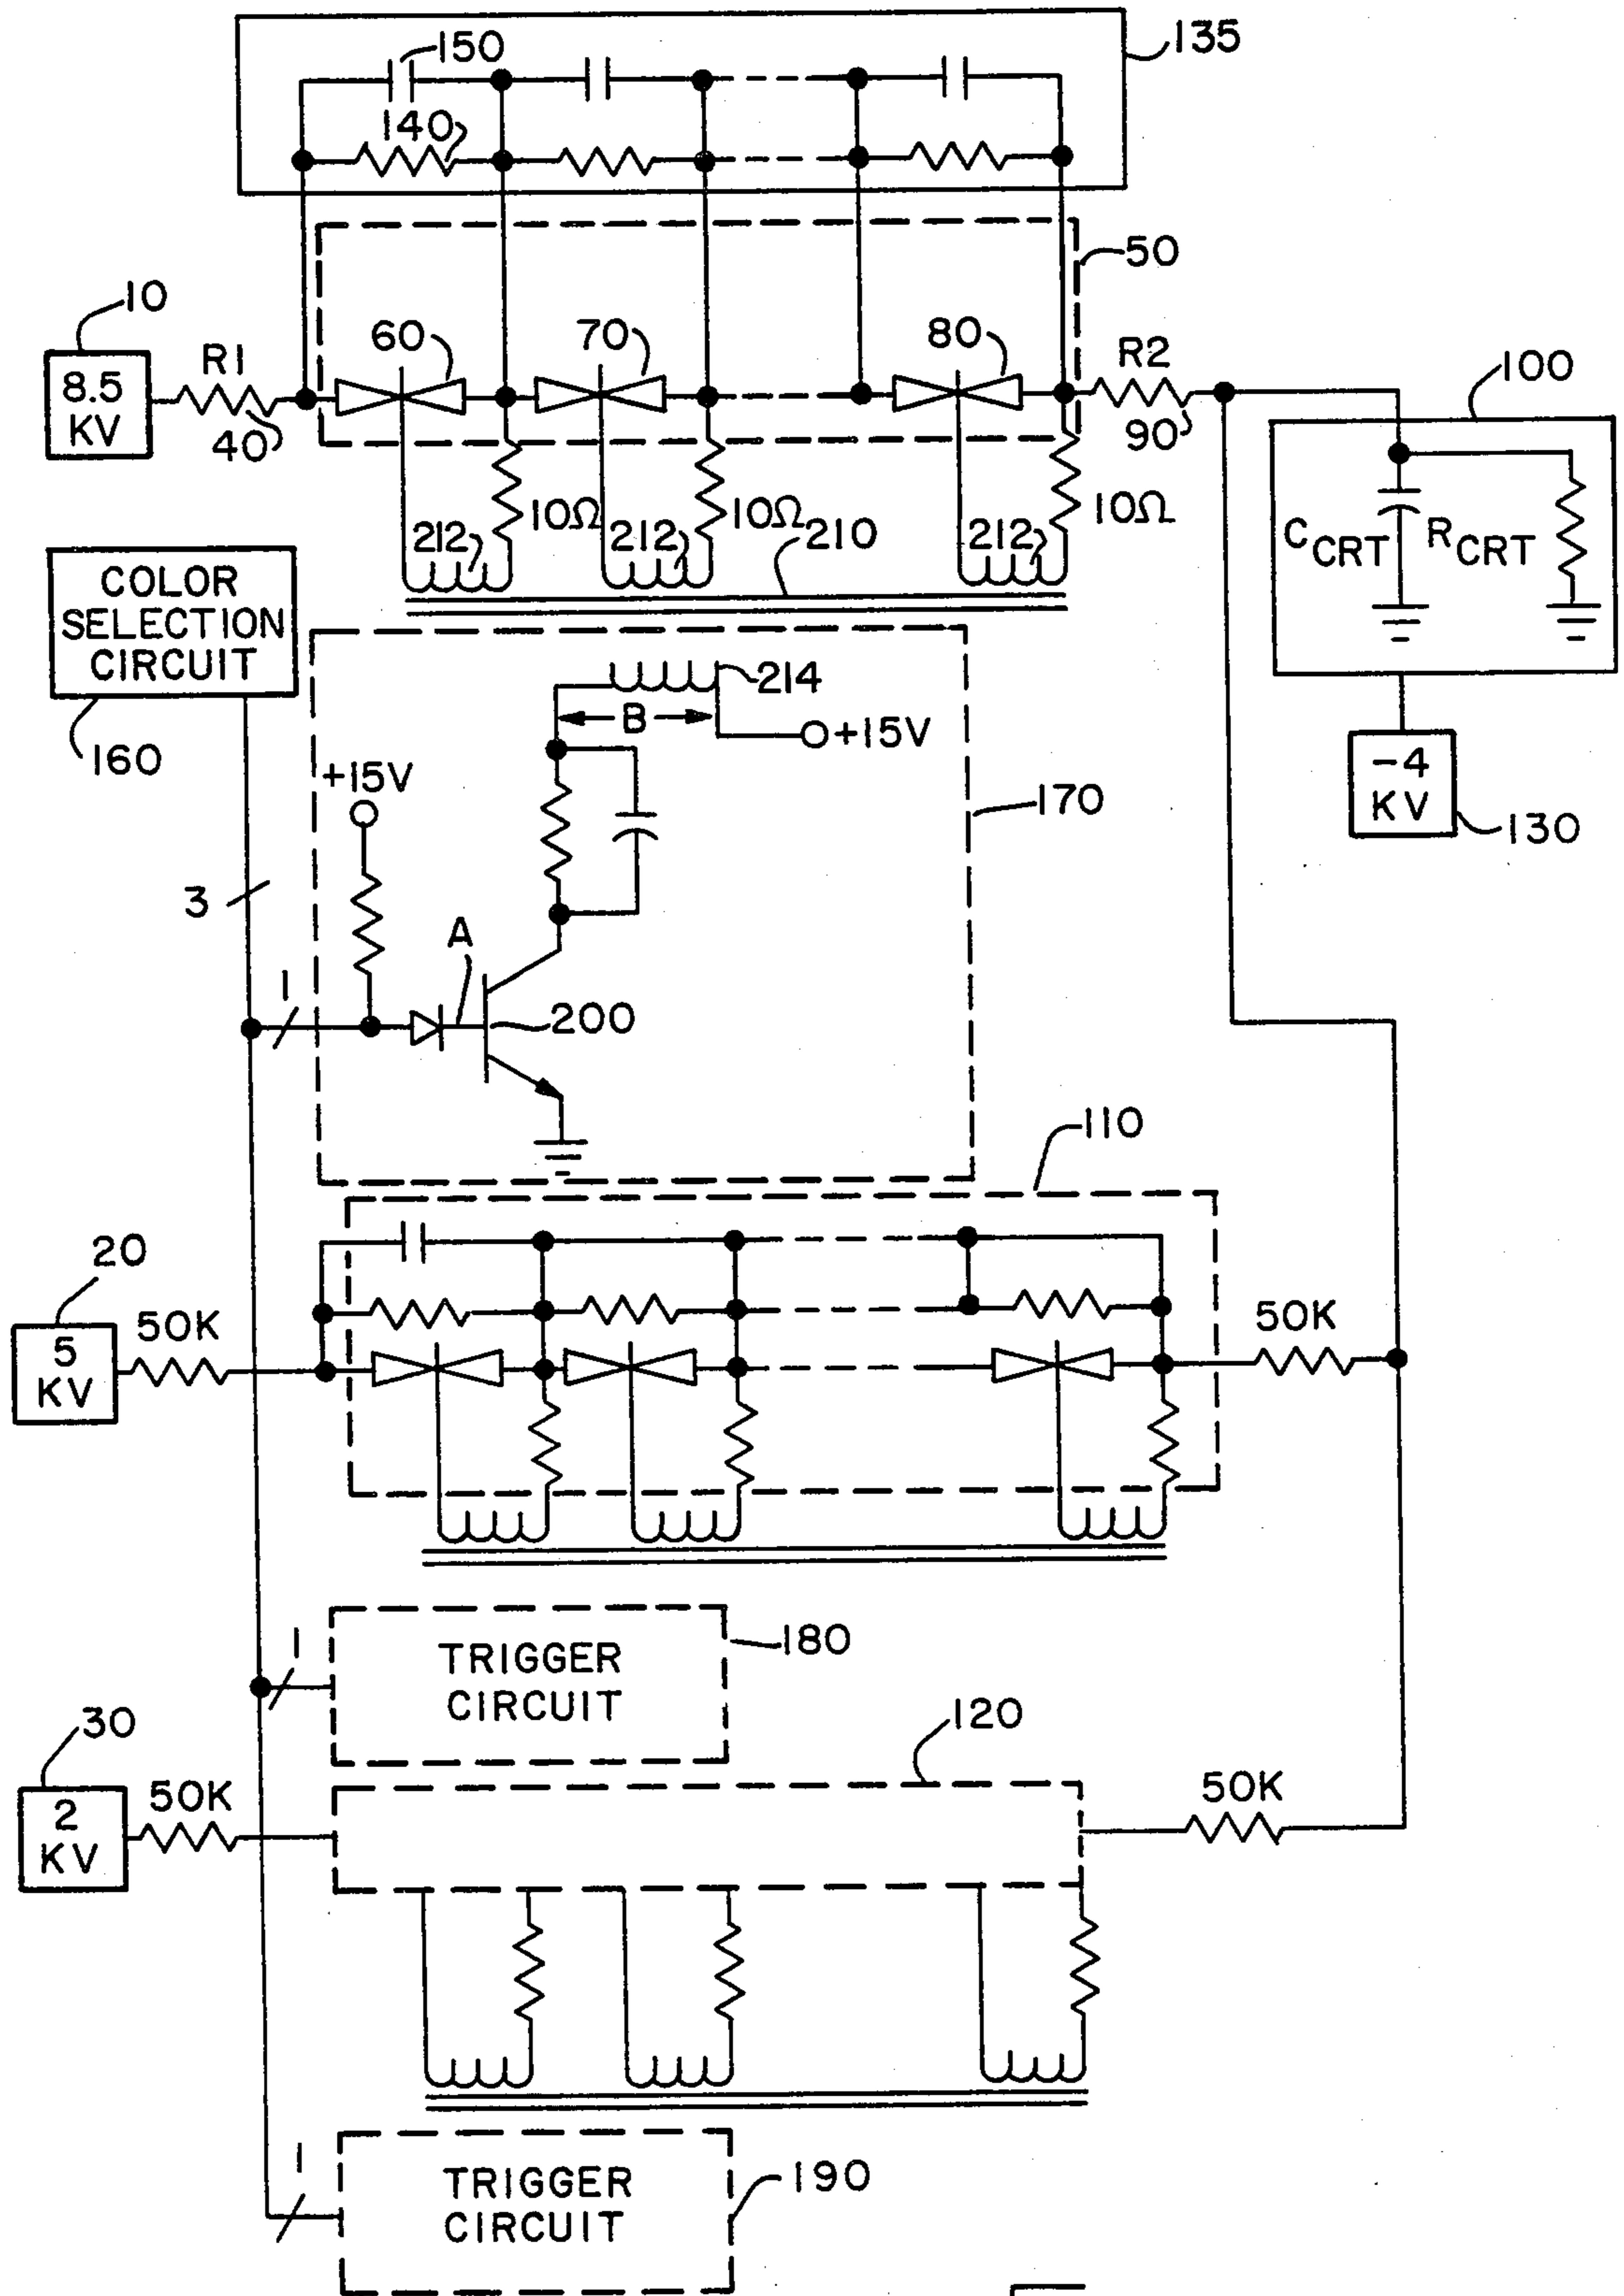 150
135
140
50
10
8.5
KV
R1
40
60
70
80
R2
90
100
10Ω
10Ω
10Ω
212
212
212
210
C CRT
R CRT
COLOR
SELECTION
CIRCUIT
160
214
B
+15V
+15V
170
-4
KV
130
3
A
1
200
110
20
5
KV
50K
50K
1
TRIGGER
CIRCUIT
180
30
2
KV
50K
120
50K
1
TRIGGER
CIRCUIT
190